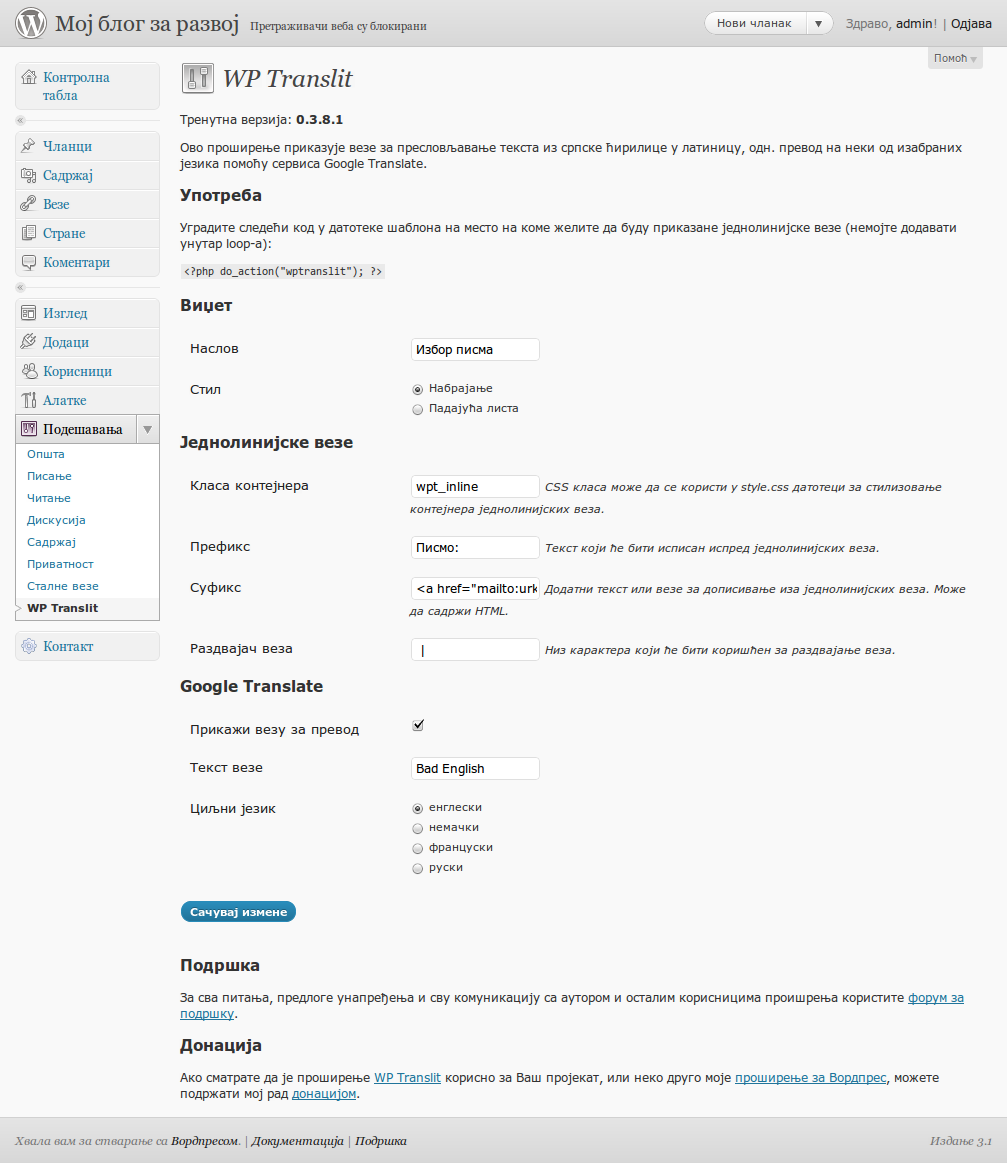 Мој блог за развој Претраживачи веба су блокирани
Нови чланак ▼ Здраво, admin! | Одјава
Помоћ
Контролна
табла
Чланци
Садржај
Везе
Стране
Коментари
Изглед
Додаци
Корисници
Алатке
Подешавања
Општа
Писање
Читање
Дискусија
Садржај
Приватност
Сталне везе
WP Translit
Контакт
WP Translit
Тренутна верзија: 0.3.8.1
Ово проширење приказује везе за пресловљавање текста из српске ћирилице у латиницу, одн. превод на неки од изабраних
језика помоћу сервиса Google Translate.
Употреба
Уградите следећи код у датотеке шаблона на место на коме желите да буду приказане једнолинијске везе (немојте додавати
унутар loop-а):
<?php do_action("wptranslit"); ?>
Виџет
Наслов Избор писма
Стил Набрајање
Падајућа листа
Једнолинијске везе
Класа контејнера wpt_inline CSS класа може да се користи у style.css датотеци за стилизовање
контејнера једнолинијских веза.
Префикс Писмо: Текст који ће бити исписан испред једнолинијских веза.
Суфикс <a href="mailto:urk Додатни текст или везе за дописивање иза једнолинијских веза. Може
да садржи HTML.
Раздвајач веза | Низ карактера који ће бити коришћен за раздвајање веза.
Google Translate
Прикажи везу за превод
Текст везе Bad English
Циљни језик енглески
немачки
француски
руски
Сачувај измене
Подршка
За сва питања, предлоге унапређења и сву комуникацију са аутором и осталим корисницима проишрења користите форум за
подршку.
Донација
Ако сматрате да је проширење WP Translit корисно за Ваш пројекат, или неко друго моје проширење за Вордпрес, можете
подржати мој рад донацијом.
Хвала вам за стварање са Вордпресом. | Документација | Подршка Издање 3.1